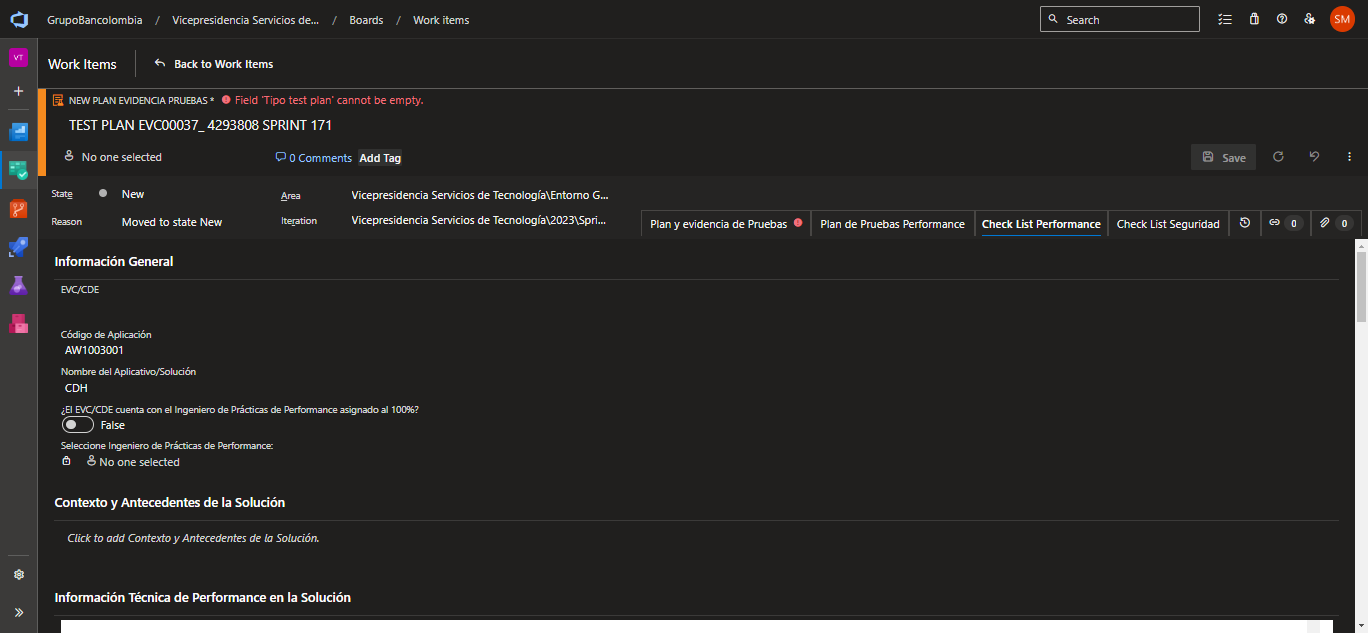 GrupoBancolombia / Vicepresidencia Servicios de... / Boards / Work items
Search
SM
VT
Work Items
Back to Work Items
NEW PLAN EVIDENCIA PRUEBAS * Field 'Tipo test plan' cannot be empty.
TEST PLAN EVC00037_ 4293808 SPRINT 171
No one selected
0 Comments
Add Tag
Save
State
New
Area
Vicepresidencia Servicios de Tecnología\Entorno G...
Reason
Moved to state New
Iteration
Vicepresidencia Servicios de Tecnología\2023\Spri...
Plan y evidencia de Pruebas
Plan de Pruebas Performance
Check List Performance
Check List Seguridad
0
0
Información General
EVC/CDE
Código de Aplicación
AW1003001
Nombre del Aplicativo/Solución
CDH
¿El EVC/CDE cuenta con el Ingeniero de Prácticas de Performance asignado al 100%?
False
Seleccione Ingeniero de Prácticas de Performance:
No one selected
Contexto y Antecedentes de la Solución
Click to add Contexto y Antecedentes de la Solución.
Información Técnica de Performance en la Solución